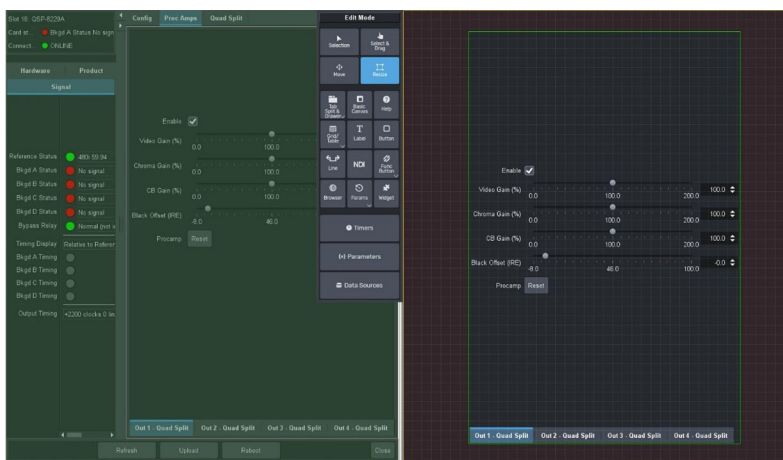 Slot 16: QSP-8229A
Card st... Bkgd A Status No sign
Connect... ONLINE
Hardware Product
Signal
Reference Status 480i 59.94
Bkgd A Status No signal
Bkgd B Status No signal
Bkgd C Status No signal
Bkgd D Status No signal
Bypass Relay Normal (not
Timing Display Relative to Referen
Bkgd A Timing
Bkgd B Timing
Bkgd C Timing
Bkgd D Timing
Output Timing +2200 clocks 0 lin
Config Proc Amps Quad Split
Enable
Video Gain (%)
0.0 100.0
Chroma Gain (%)
0.0 100.0
CB Gain (%)
0.0 100.0
Black Offset (IRE)
-8.0 46.0
Procamp Reset
Out 1 - Quad Split Out 2 - Quad Split Out 3 - Quad Split Out 4 - Quad Split
Refresh Upload Reboot Close
Edit Mode
Selection Select & Drag
Move Resize
Tab Split & Drawer Basic Canvas Help
Grid/Table Label Button
Line NDI Func Button
Browser Params Widget
Timers
Parameters
Data Sources
Enable
Video Gain (%) 100.0
0.0 100.0 200.0
Chroma Gain (%) 100.0
0.0 100.0 200.0
CB Gain (%) 100.0
0.0 100.0 200.0
Black Offset (IRE) -0.0
-8.0 46.0 100.0
Procamp Reset
Out 1 - Quad Split Out 2 - Quad Split Out 3 - Quad Split Out 4 - Quad Split